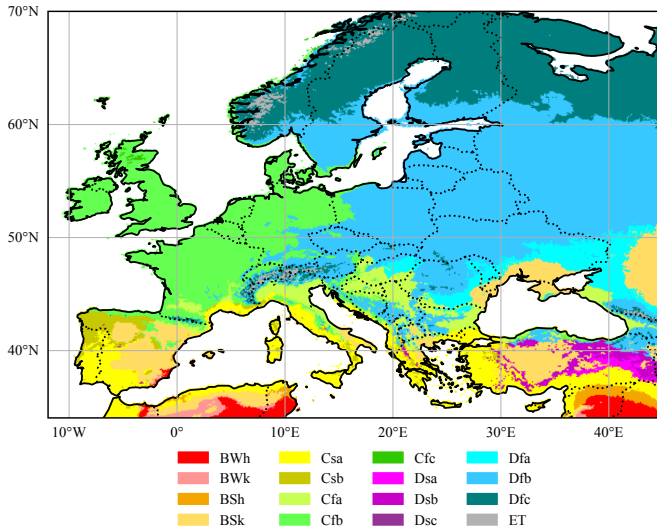 70°N
60°N
50°N
40°N
10°W 0° 10°E 20°E 30°E 40°E
BWh Csa Cfc Dfa
BWk Csb Dsa Dfb
BSh Cfa Dsb Dfc
BSk Cfb Dsc ET